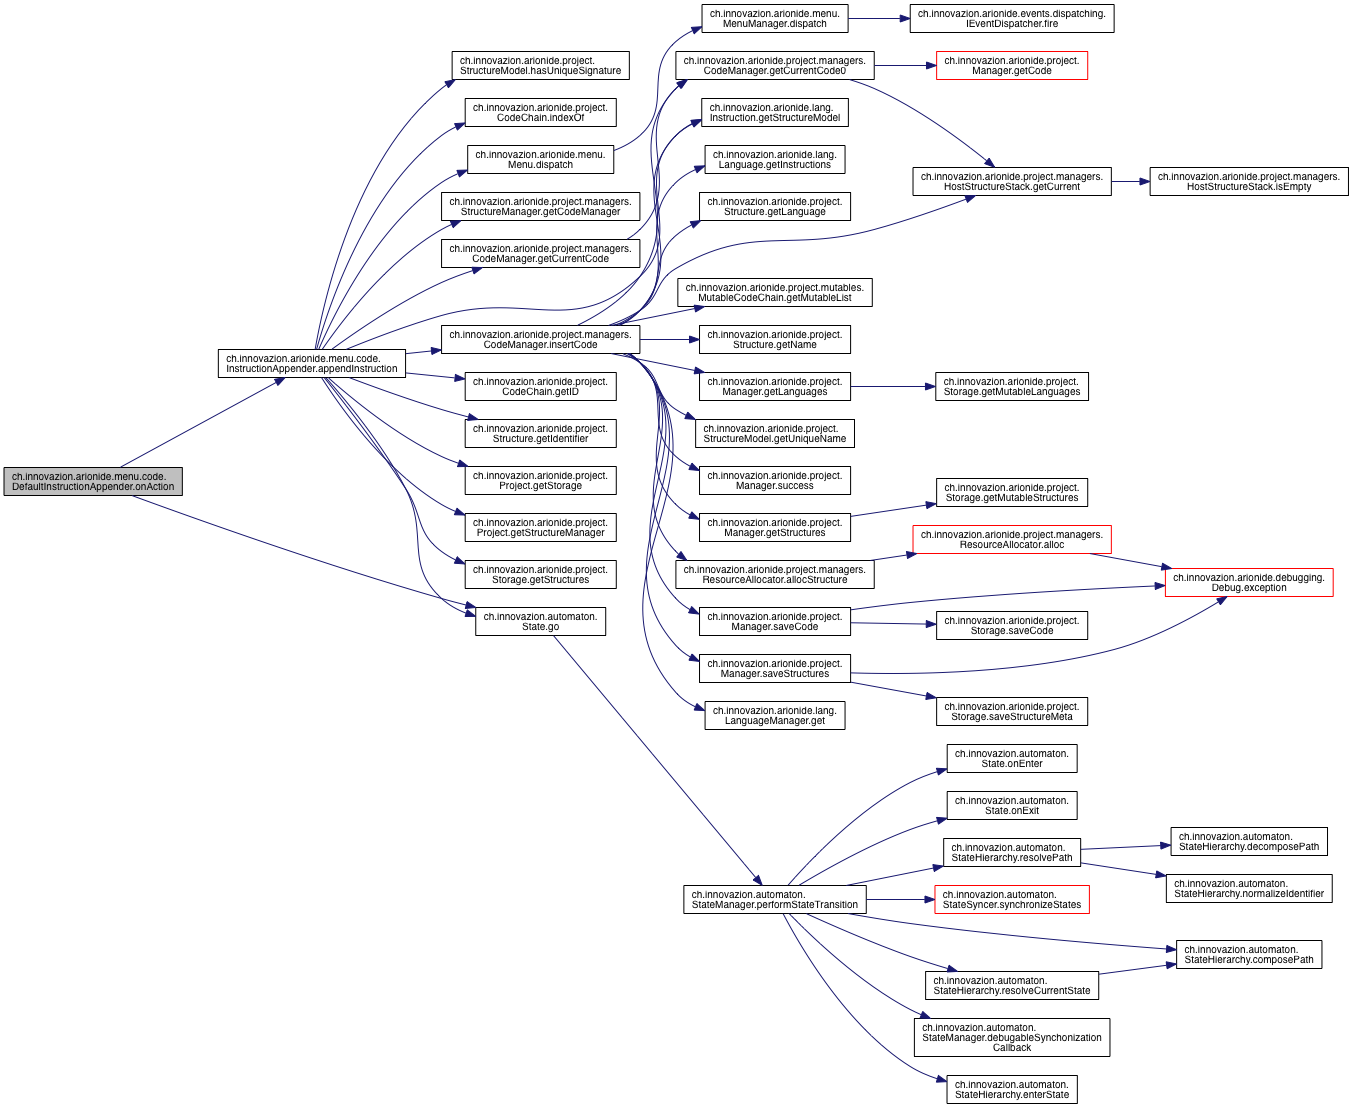 ch.innovazion.arionide.menu.code.
DefaultInstructionAppender.onAction
ch.innovazion.arionide.menu.code.
InstructionAppender.appendInstruction
ch.innovazion.arionide.project.
StructureModel.hasUniqueSignature
ch.innovazion.arionide.project.
CodeChain.indexOf
ch.innovazion.arionide.menu.
Menu.dispatch
ch.innovazion.arionide.project.managers.
StructureManager.getCodeManager
ch.innovazion.arionide.project.managers.
CodeManager.getCurrentCode
ch.innovazion.arionide.project.managers.
CodeManager.insertCode
ch.innovazion.arionide.project.
CodeChain.getID
ch.innovazion.arionide.project.
Structure.getIdentifier
ch.innovazion.arionide.project.
Project.getStorage
ch.innovazion.arionide.project.
Project.getStructureManager
ch.innovazion.arionide.project.
Storage.getStructures
ch.innovazion.automaton.
State.go
ch.innovazion.arionide.menu.
MenuManager.dispatch
ch.innovazion.arionide.project.managers.
CodeManager.getCurrentCode0
ch.innovazion.arionide.lang.
Instruction.getStructureModel
ch.innovazion.arionide.lang.
Language.getInstructions
ch.innovazion.arionide.project.
Structure.getLanguage
ch.innovazion.arionide.project.mutables.
MutableCodeChain.getMutableList
ch.innovazion.arionide.project.
Structure.getName
ch.innovazion.arionide.project.
Manager.getLanguages
ch.innovazion.arionide.project.
StructureModel.getUniqueName
ch.innovazion.arionide.project.
Manager.success
ch.innovazion.arionide.project.
Manager.getStructures
ch.innovazion.arionide.project.managers.
ResourceAllocator.allocStructure
ch.innovazion.arionide.project.
Manager.saveCode
ch.innovazion.arionide.project.
Manager.saveStructures
ch.innovazion.arionide.lang.
LanguageManager.get
ch.innovazion.automaton.
StateManager.performStateTransition
ch.innovazion.arionide.events.dispatching.
IEventDispatcher.fire
ch.innovazion.arionide.project.
Manager.getCode
ch.innovazion.arionide.project.managers.
HostStructureStack.getCurrent
ch.innovazion.arionide.project.
Storage.getMutableLanguages
ch.innovazion.arionide.project.
Storage.getMutableStructures
ch.innovazion.arionide.project.managers.
ResourceAllocator.alloc
ch.innovazion.arionide.project.
Storage.saveCode
ch.innovazion.arionide.project.
Storage.saveStructureMeta
ch.innovazion.automaton.
State.onEnter
ch.innovazion.automaton.
State.onExit
ch.innovazion.automaton.
StateHierarchy.resolvePath
ch.innovazion.automaton.
StateSyncer.synchronizeStates
ch.innovazion.automaton.
StateHierarchy.resolveCurrentState
ch.innovazion.automaton.
StateManager.debugableSynchonization
Callback
ch.innovazion.automaton.
StateHierarchy.enterState
ch.innovazion.arionide.project.managers.
HostStructureStack.isEmpty
ch.innovazion.arionide.debugging.
Debug.exception
ch.innovazion.automaton.
StateHierarchy.decomposePath
ch.innovazion.automaton.
StateHierarchy.normalizeIdentifier
ch.innovazion.automaton.
StateHierarchy.composePath